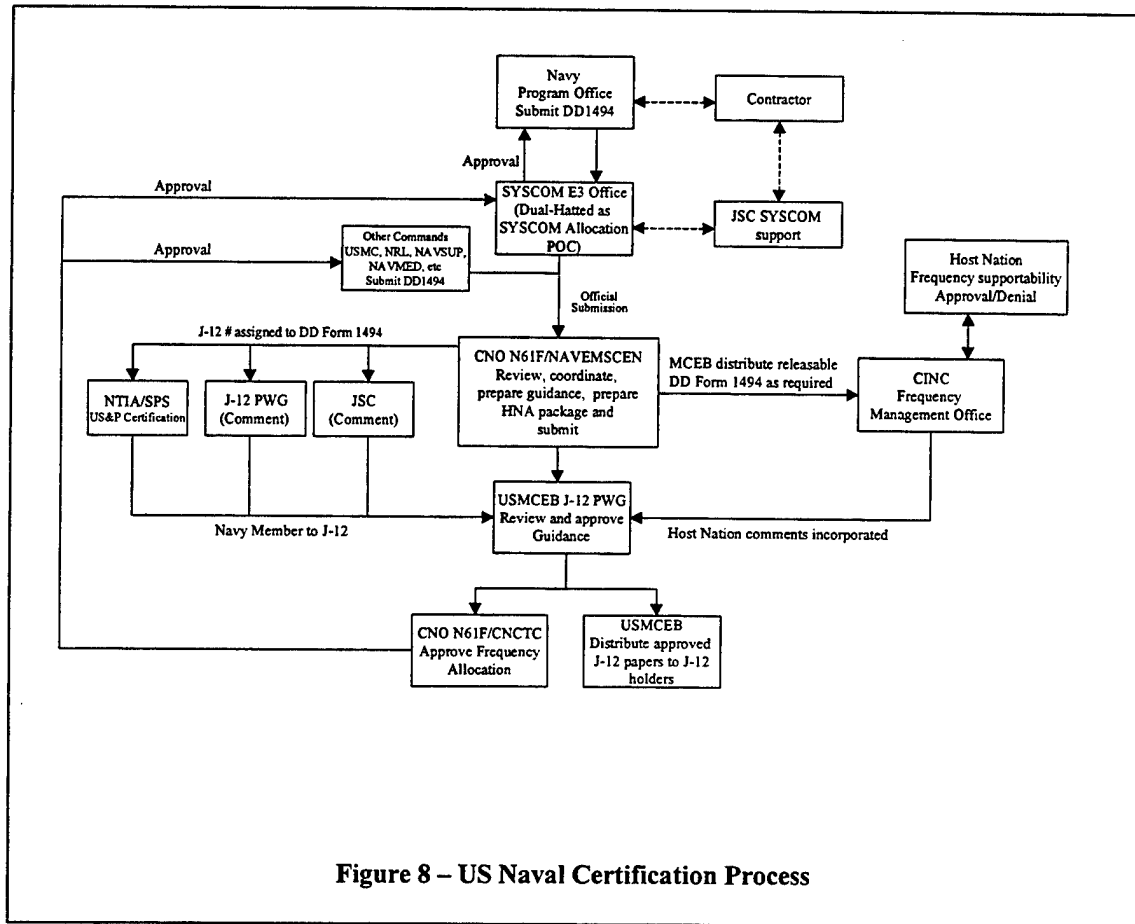 Navy
Program Office
Submit DD1494
Contractor
Approval
Approval
SYSCOM E3 Office
(Dual-Hatted as
SYSCOM Allocation
POC)
JSC SYSCOM
support
Approval
Other Commands
USMC, NRL, NAVSUP,
NAVMED, etc
Submit DD1494
Host Nation
Frequency supportability
Approval/Denial
Official
Submission
J-12 # assigned to DD Form 1494
CNO N61F/NAVEMSCEN
Review, coordinate,
prepare guidance, prepare
HNA package and
submit
MCEB distribute releasable
DD Form 1494 as required
CINC
Frequency
Management Office
NTIA/SPS
US&P Certification
J-12 PWG
(Comment)
JSC
(Comment)
USMCEB J-12 PWG
Review and approve
Guidance
Navy Member to J-12
Host Nation comments incorporated
CNO N61F/CNCTC
Approve Frequency
Allocation
USMCEB
Distribute approved
J-12 papers to J-12
holders
Figure 8 – US Naval Certification Process